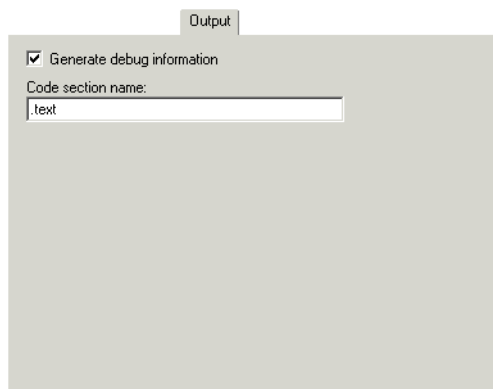 Output
Generate debug information
Code section name:
.text